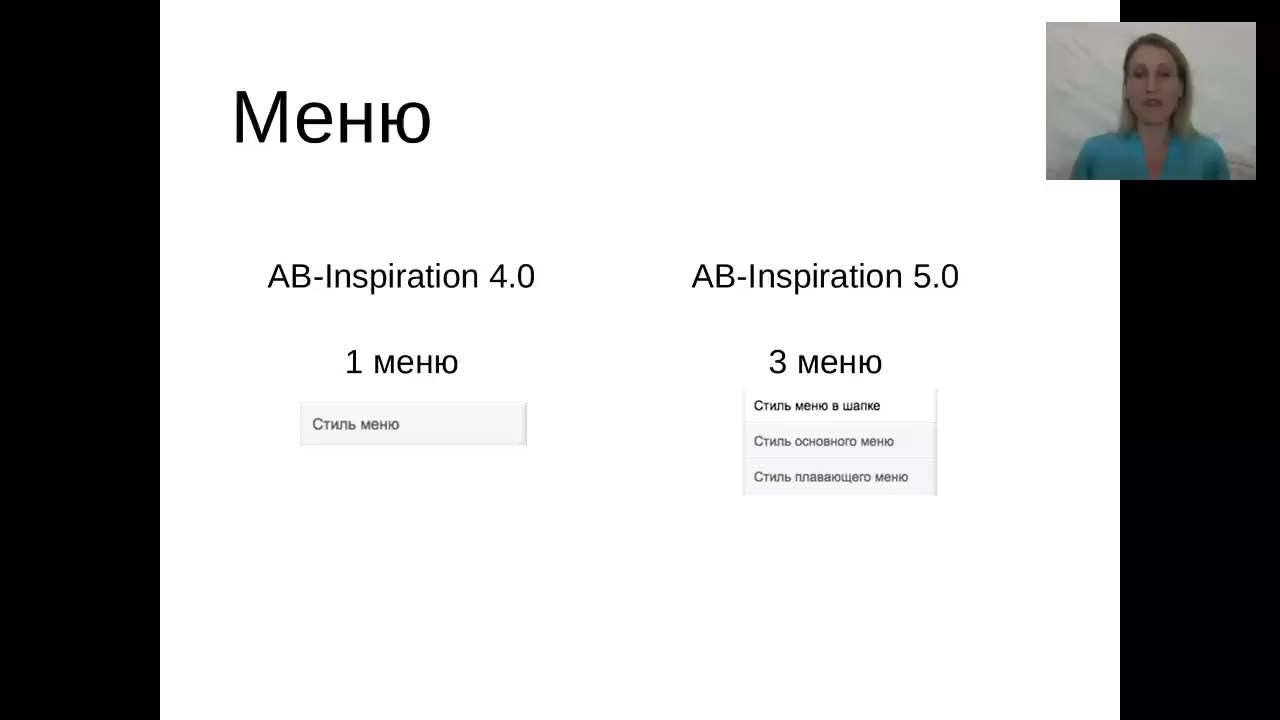 Меню
AB-Inspiration 4.0
1 меню
Стиль меню
AB-Inspiration 5.0
3 меню
Стиль меню в шапке
Стиль основного меню
Стиль плавающего меню